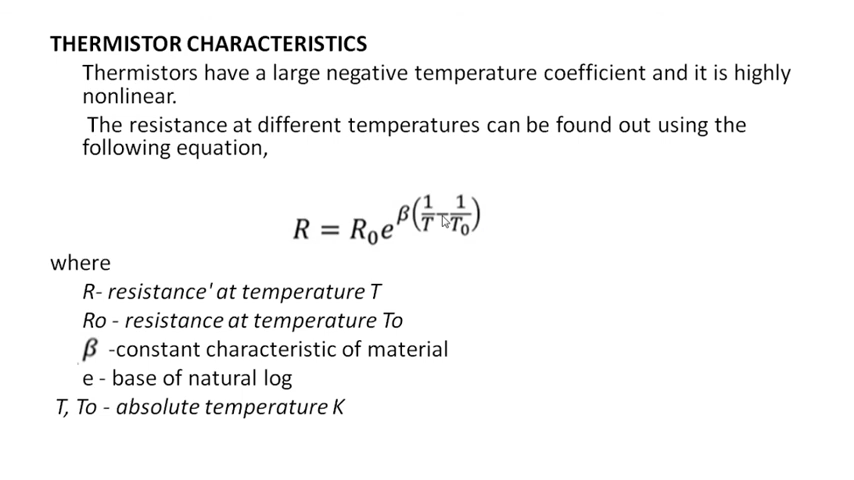 THERMISTOR CHARACTERISTICS
Thermistors have a large negative temperature coefficient and it is highly
nonlinear.
The resistance at different temperatures can be found out using the
following equation,
R = R₀e^β(1/T - 1/T₀)
where
R- resistance' at temperature T
Ro - resistance at temperature To
β -constant characteristic of material
e - base of natural log
T, To - absolute temperature K